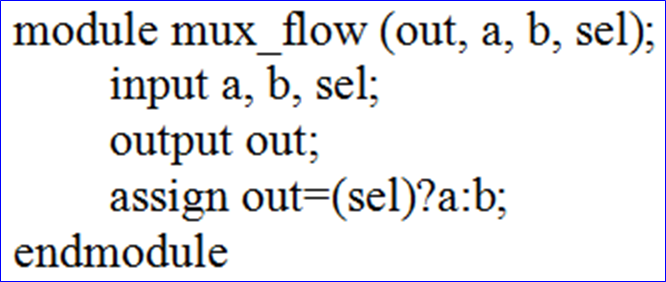 module mux_flow (out, a, b, sel);
input a, b, sel;
output out;
assign out=(sel)?a:b;
endmodule